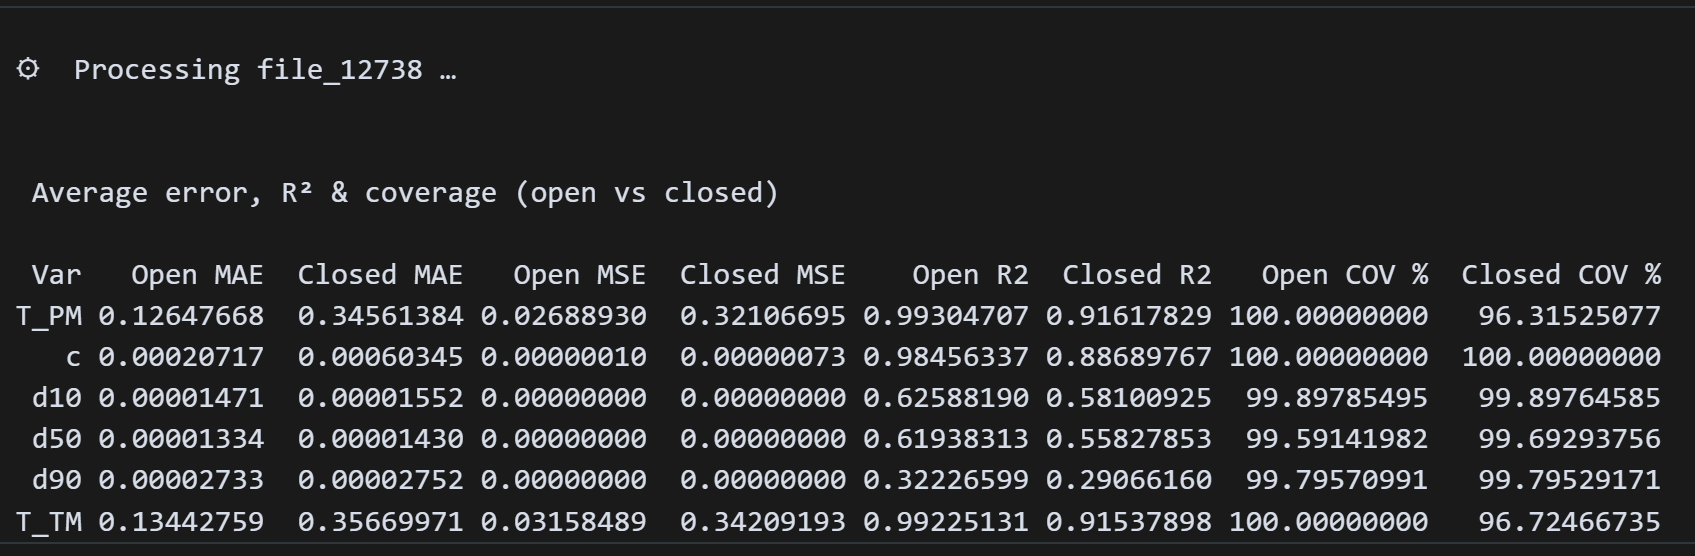 ⚙ Processing file_12738 …
Average error, R² & coverage (open vs closed)
Var Open MAE Closed MAE Open MSE Closed MSE Open R2 Closed R2 Open COV % Closed COV %
T_PM 0.12647668 0.34561384 0.02688930 0.32106695 0.99304707 0.91617829 100.00000000 96.31525077
c 0.00020717 0.00060345 0.00000010 0.00000073 0.98456337 0.88689767 100.00000000 100.00000000
d10 0.00001471 0.00001552 0.00000000 0.00000000 0.62588190 0.58100925 99.89785495 99.89764585
d50 0.00001334 0.00001430 0.00000000 0.00000000 0.61938313 0.55827853 99.59141982 99.69293756
d90 0.00002733 0.00002752 0.00000000 0.00000000 0.32226599 0.29066160 99.79570991 99.79529171
T_TM 0.13442759 0.35669971 0.03158489 0.34209193 0.99225131 0.91537898 100.00000000 96.72466735